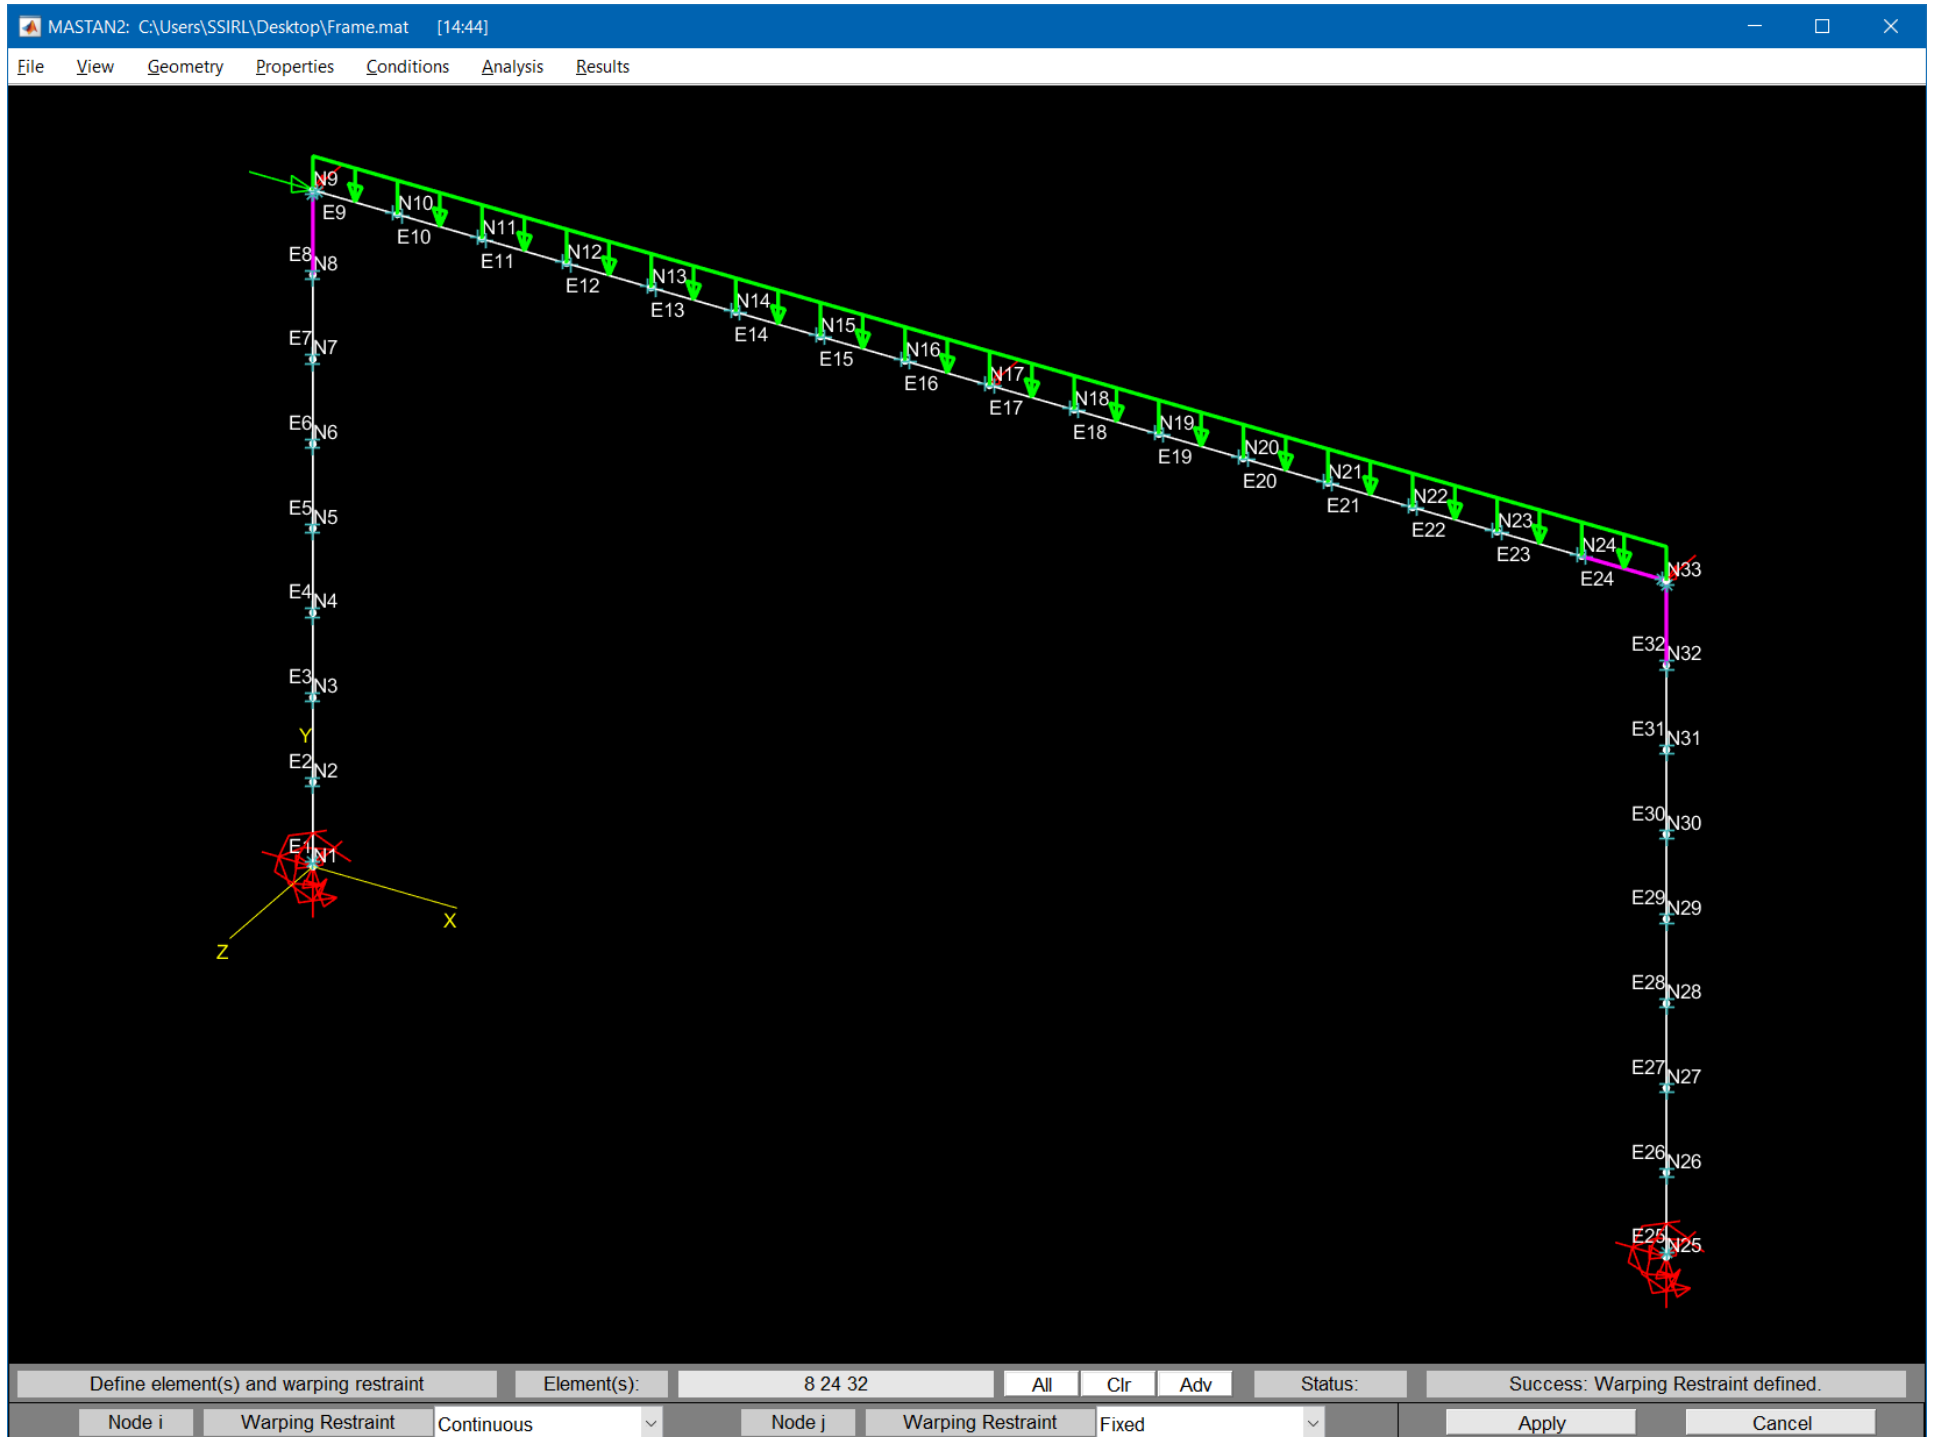 MASTAN2: C:\Users\SSIRL\Desktop\Frame.mat [14:44]
File View Geometry Properties Conditions Analysis Results
N9
E9
N10
E10
N11
E11
E8
N8
N12
E12
N13
E13
N14
E14
N15
E15
E7
N7
N16
E16
N17
E17
N18
E18
E6
N6
N19
E19
N20
E20
N21
E21
N22
E22
E5
N5
N23
E23
N24
E24
N33
E4
N4
E32
N32
E3
N3
Y
E31
N31
E2
N2
E30
N30
E1
N1
X
Z
E29
N29
E28
N28
E27
N27
E26
N26
E25
N25
Define element(s) and warping restraint Element(s): 8 24 32 All Clr Adv Status: Success: Warping Restraint defined.
Node i Warping Restraint Continuous Node j Warping Restraint Fixed Apply Cancel